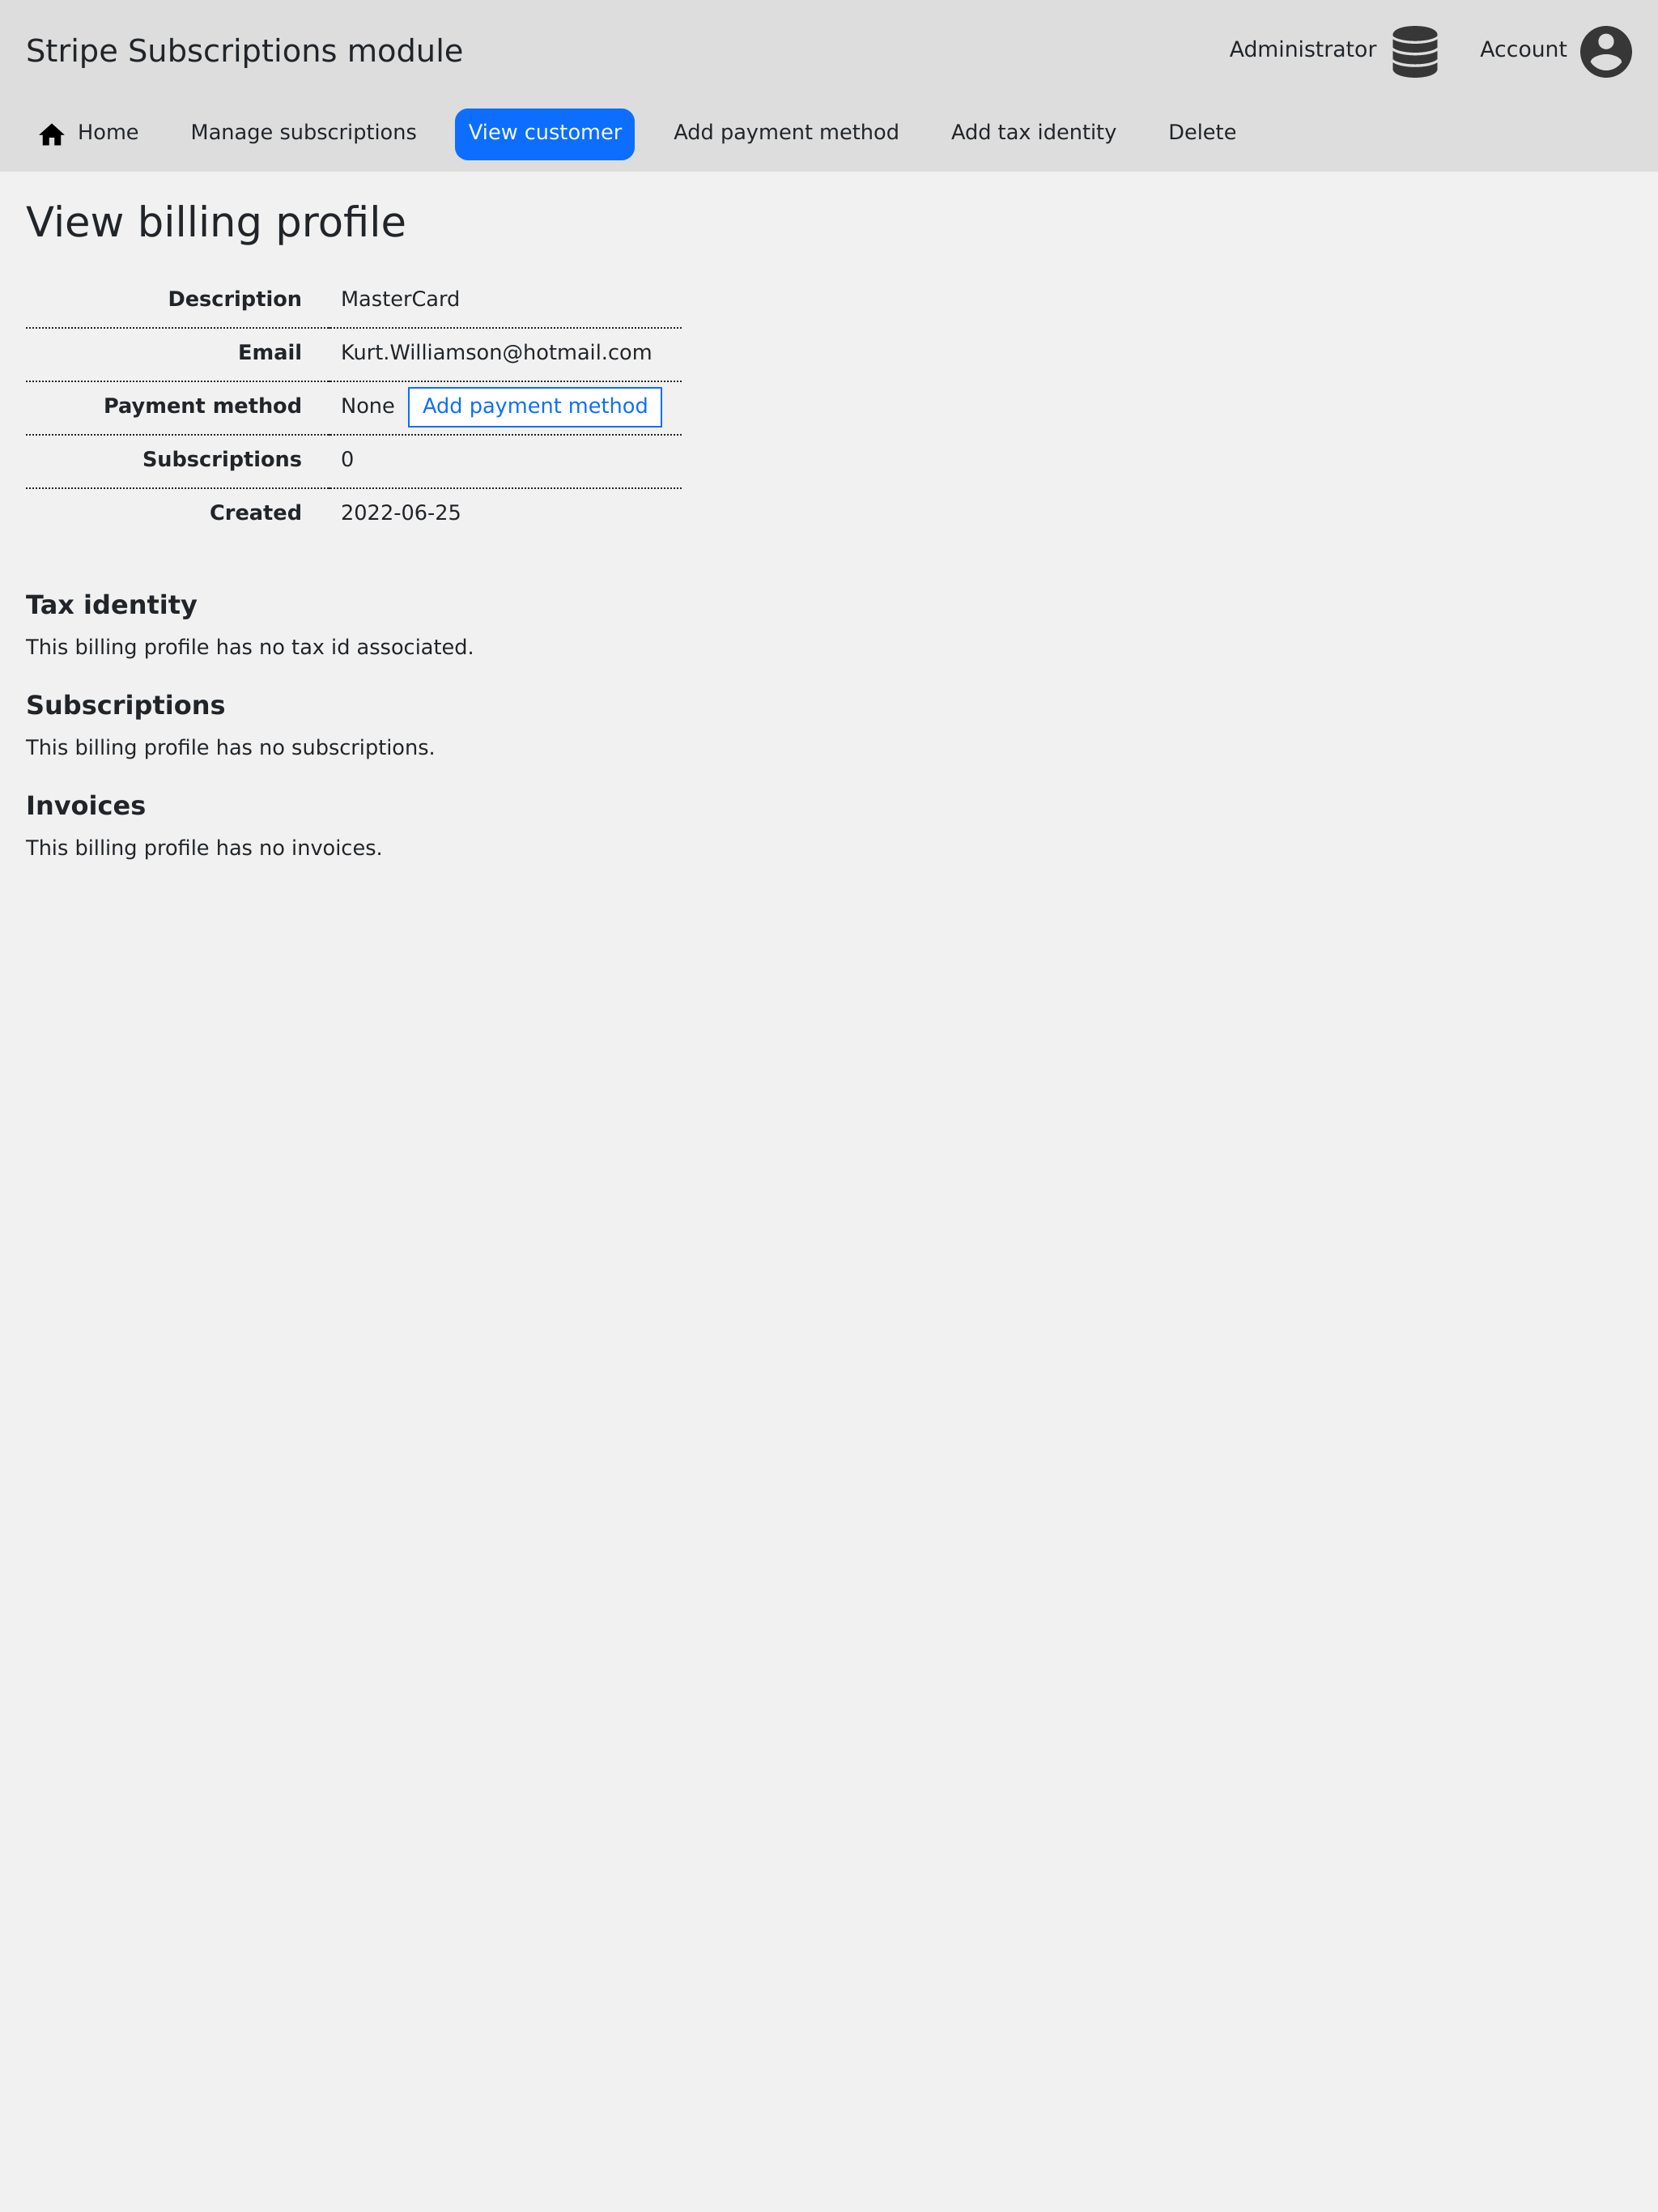 Stripe Subscriptions module
Administrator Account
Home Manage subscriptions View customer Add payment method Add tax identity Delete
View billing profile
Description MasterCard
Email Kurt.Williamson@hotmail.com
Payment method None Add payment method
Subscriptions 0
Created 2022-06-25
Tax identity
This billing profile has no tax id associated.
Subscriptions
This billing profile has no subscriptions.
Invoices
This billing profile has no invoices.